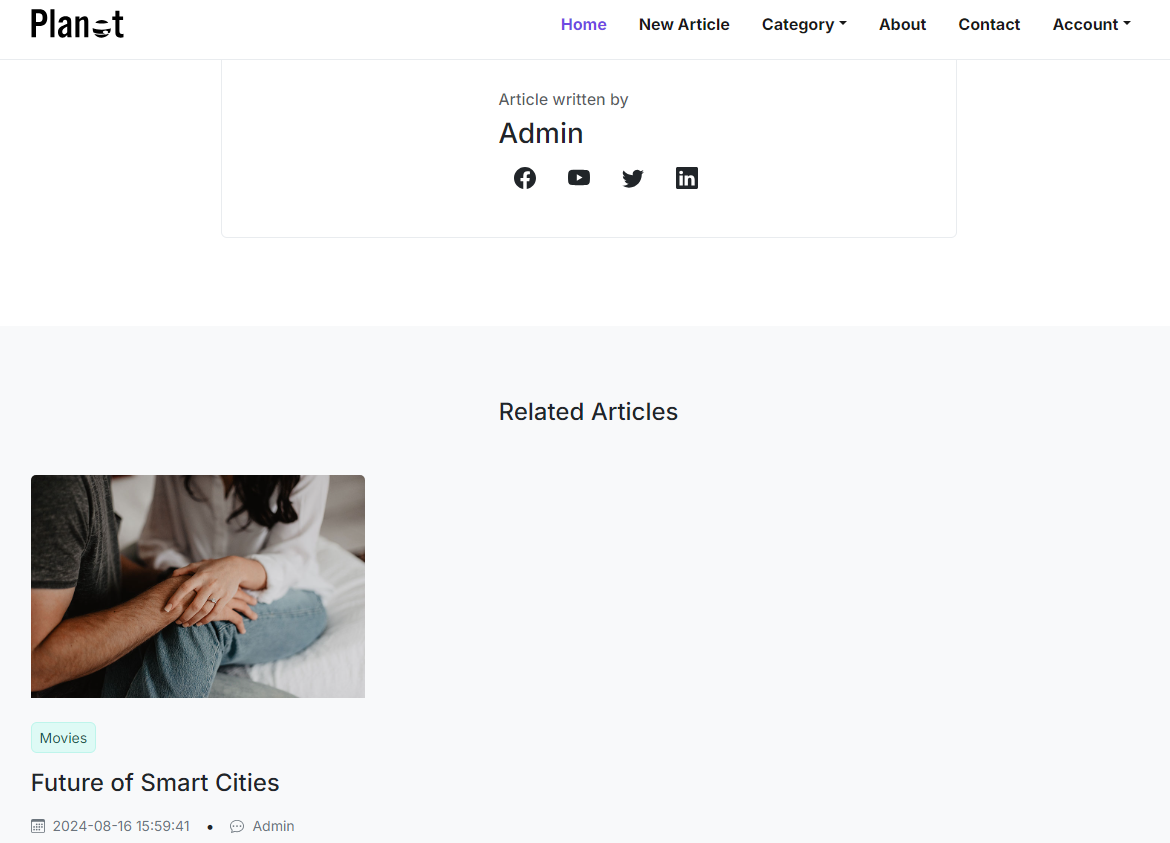 Planet
Home New Article Category About Contact Account
Article written by
Admin
Related Articles
Movies
Future of Smart Cities
2024-08-16 15:59:41 • Admin